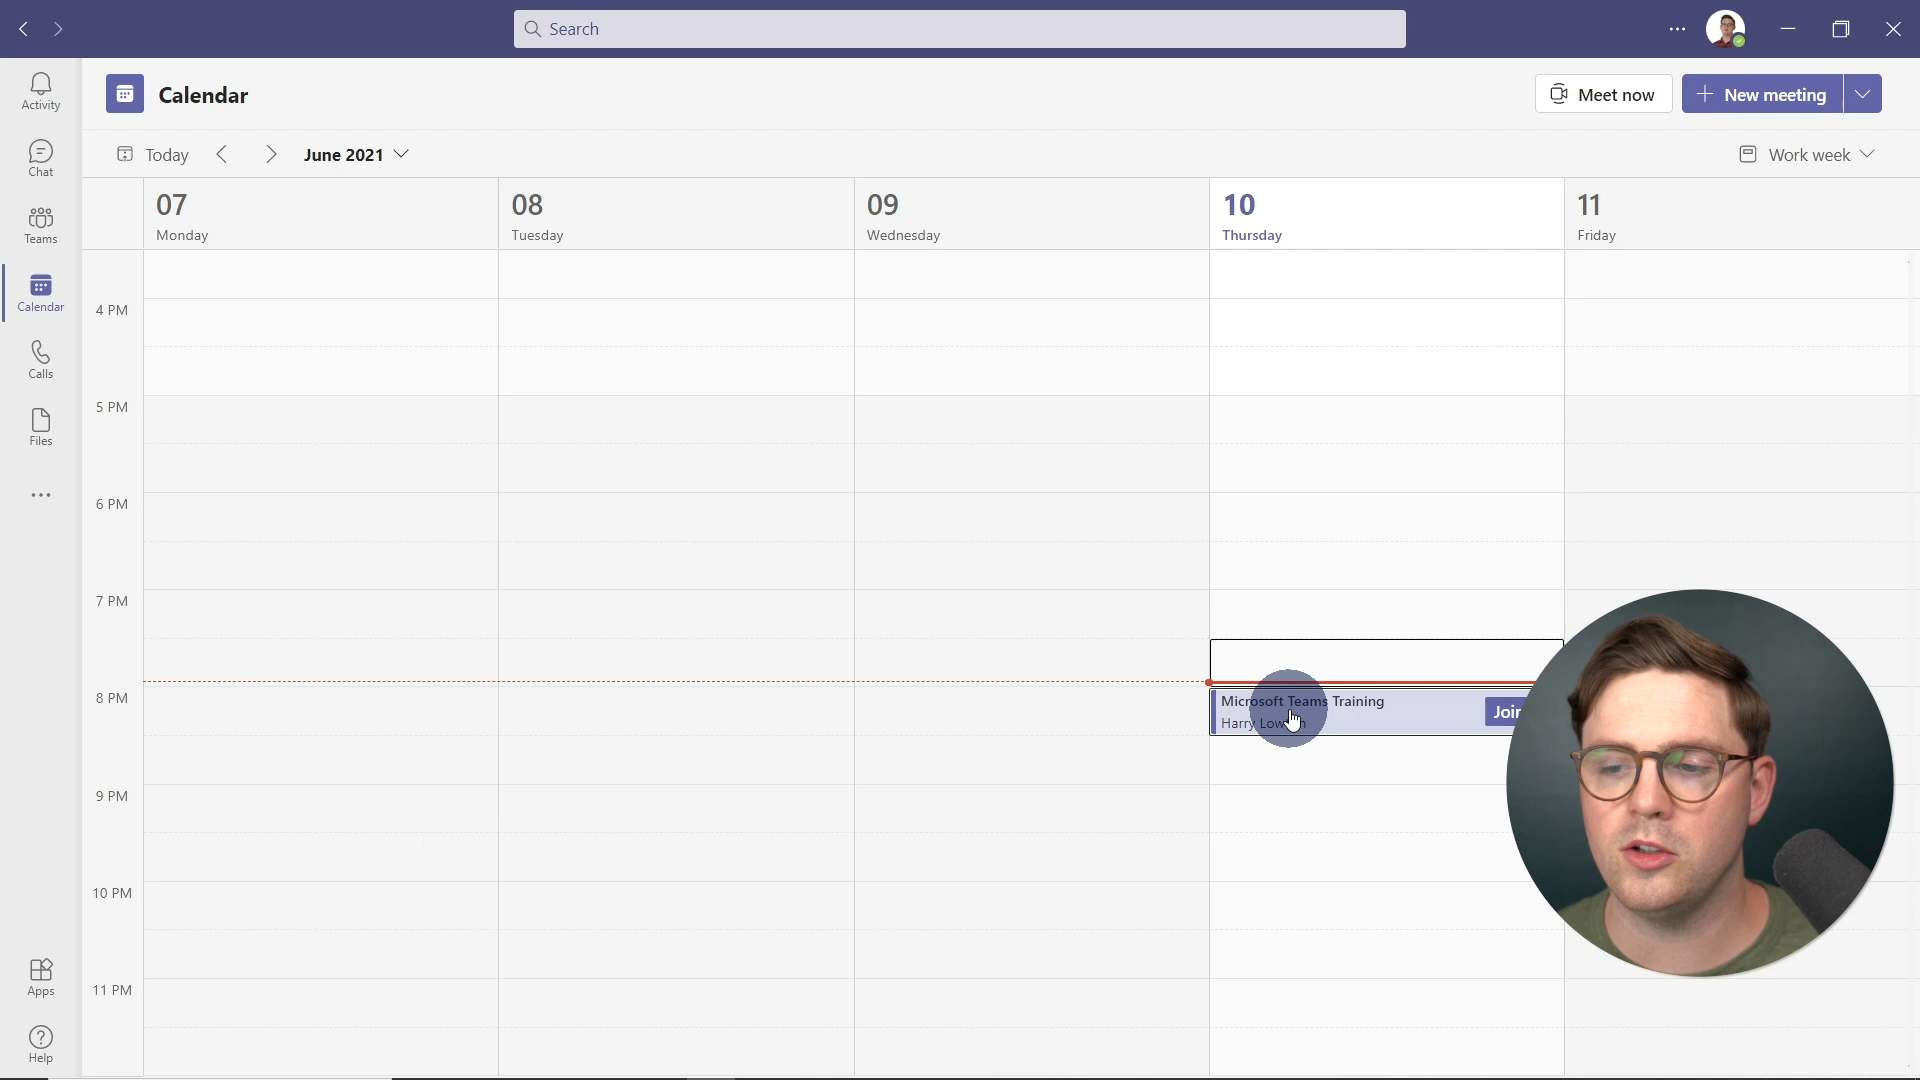 Search
Activity
Chat
Teams
Calendar
Calls
Files
Apps
Help
Calendar
Meet now
New meeting
Today
June 2021
Work week
07
Monday
08
Tuesday
09
Wednesday
10
Thursday
11
Friday
4 PM
5 PM
6 PM
7 PM
8 PM
9 PM
10 PM
11 PM
Microsoft Teams Training
Harry
Join